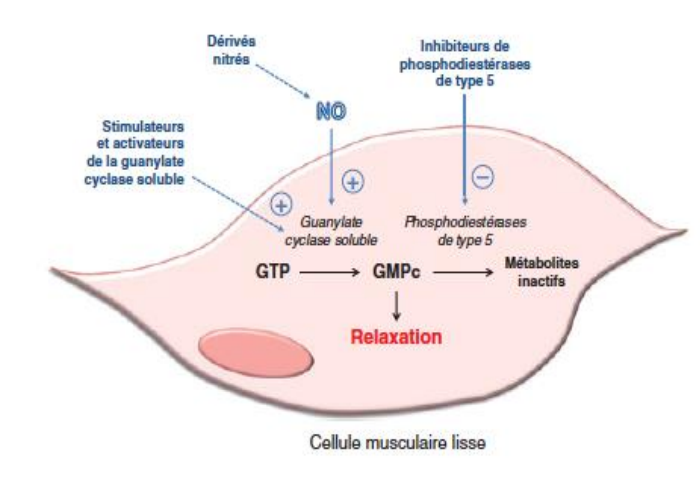 Dérivés
nitrés
Inhibiteurs de
phosphodiestérases
de type 5
NO
Stimulateurs
et activateurs
de la guanylate
cyclase soluble
+
+
−
Guanylate
cyclase soluble
Phosphodiestérases
de type 5
GTP
GMPc
Métabolites
inactifs
Relaxation
Cellule musculaire lisse